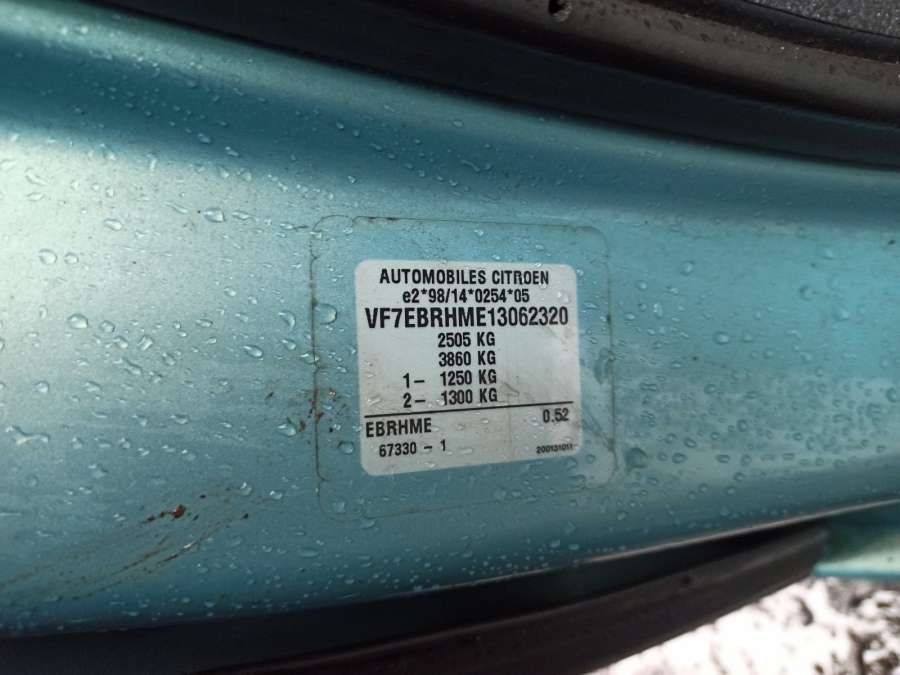 AUTOMOBILES CITROEN
e2*98/14*0254*05
VF7EBRHME13062320
2505 KG
3860 KG
1- 1250 KG
2- 1300 KG
EBRHME 0.52
67330 - 1 200131011